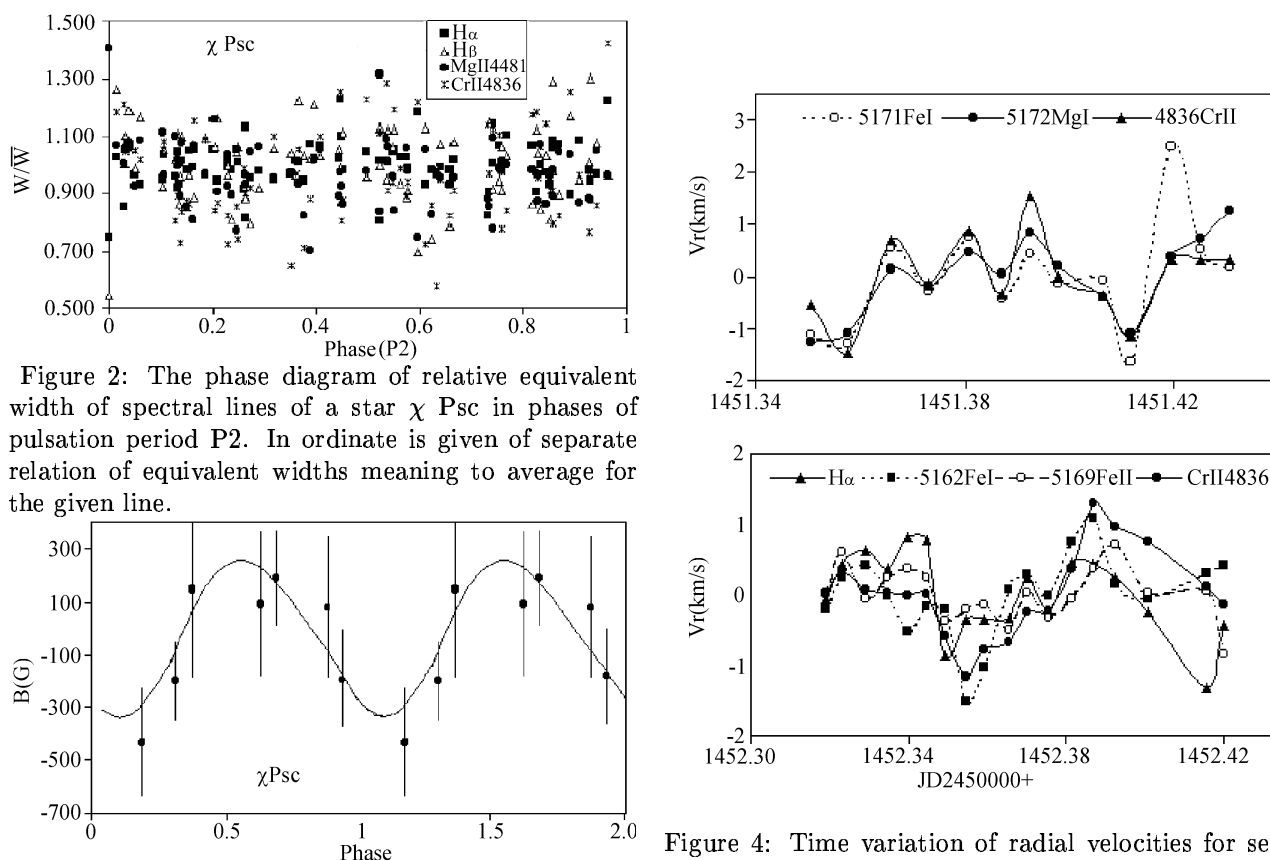 1.500
1.300
1.100
0.900
0.700
0.500
W/W
χ Psc
Hα
Hβ
MgII4481
CrII4836
0 0.2 0.4 0.6 0.8 1
Phase(P2)
Figure 2: The phase diagram of relative equivalent
width of spectral lines of a star χ Psc in phases of
pulsation period P2. In ordinate is given of separate
relation of equivalent widths meaning to average for
the given line.
300
100
-100
-300
-500
-700
B(G)
χPsc
0 0.5 1 1.5 2.0
Phase
5171FeI 5172MgI 4836CrII
3
2
1
0
-1
-2
Vr(km/s)
1451.34 1451.38 1451.42
2
1
0
-2
-2
Vr(km/s)
Hα 5162FeI 5169FeII CrII4836
1452.30 1452.34 1452.38 1452.42
JD2450000+
Figure 4: Time variation of radial velocities for se